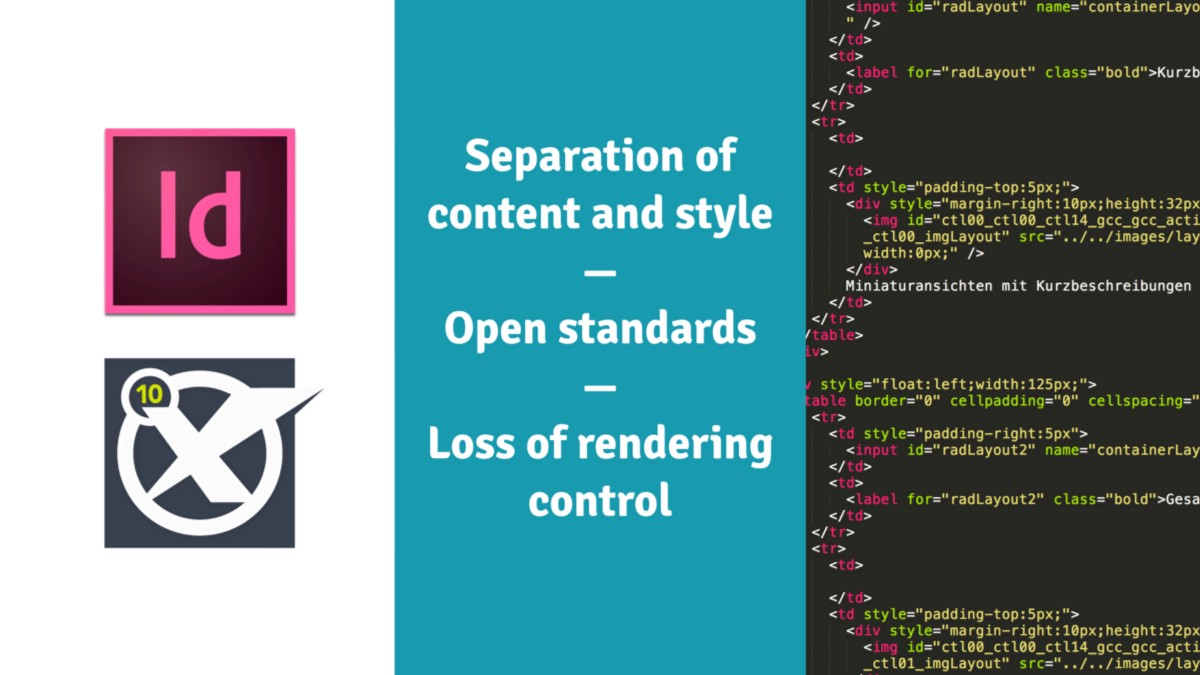 Id
10
Separation of
content and style
—
Open standards
—
Loss of rendering
control
<input id="radLayout" name="containerLayo
" />
</td>
<td>
<label for="radLayout" class="bold">Kurzb
</td>
</tr>
<tr>
<td>
</td>
<td style="padding-top:5px;">
<div style="margin-right:10px;height:32px
<img id="ctl00_ctl00_ctl14_gcc_gcc_acti
_ctl00_imgLayout" src="../../images/lay
width:0px;" />
</div>
Miniaturansichten mit Kurzbeschreibungen
</td>
</tr>
/table>
iv>
v style="float:left;width:125px;">
table border="0" cellpadding="0" cellspacing="
<tr>
<td style="padding-right:5px">
<input id="radLayout2" name="containerLay
</td>
<td>
<label for="radLayout2" class="bold">Gesa
</td>
</tr>
<tr>
<td>
</td>
<td style="padding-top:5px;">
<div style="margin-right:10px;height:32px
<img id="ctl00_ctl00_ctl14_gcc_gcc_acti
_ctl01_imgLayout" src="../../images/lay